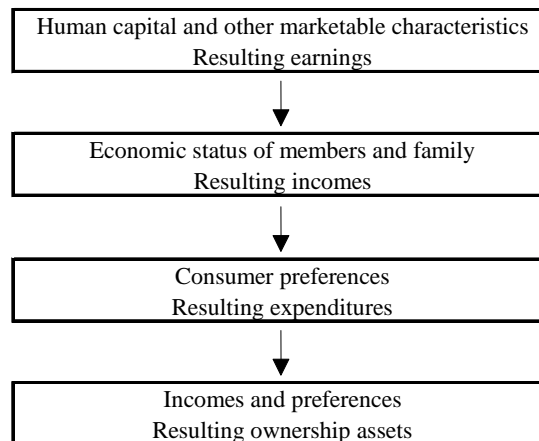 Human capital and other marketable characteristics
Resulting earnings
Economic status of members and family
Resulting incomes
Consumer preferences
Resulting expenditures
Incomes and preferences
Resulting ownership assets